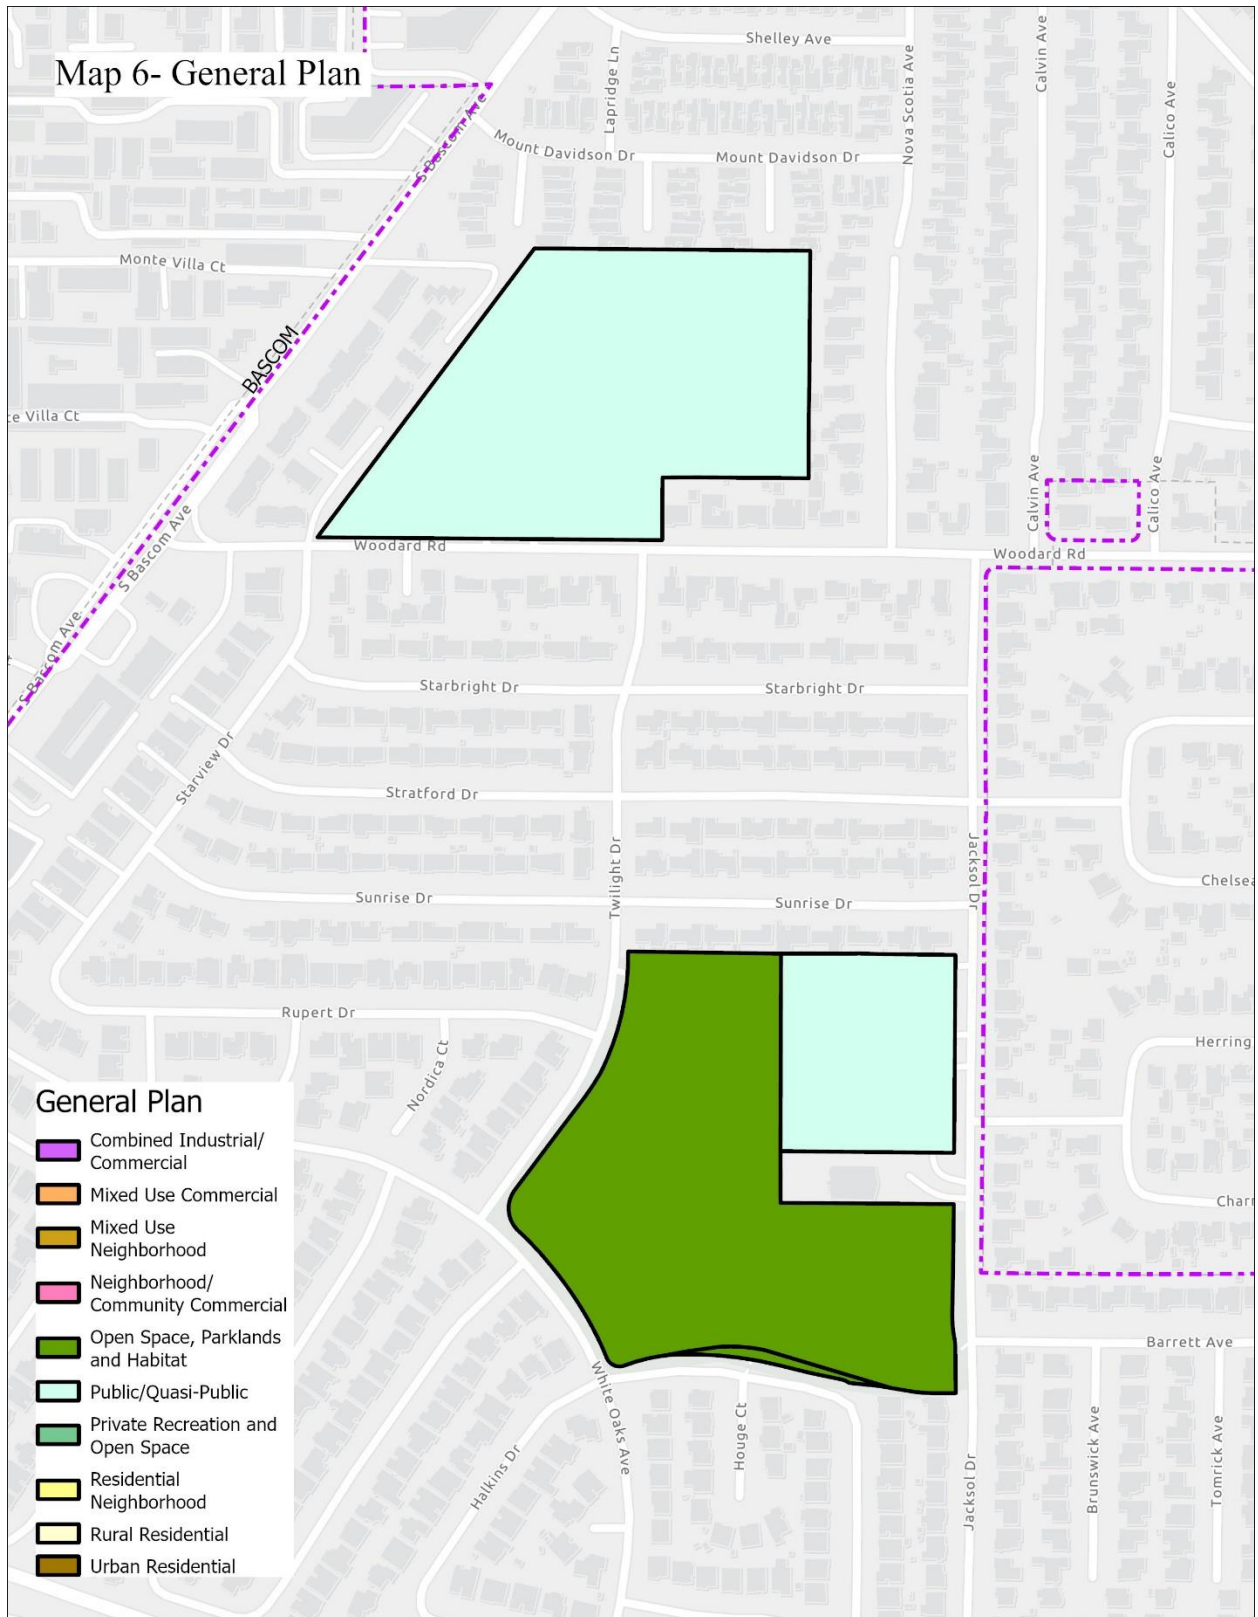 Shelley Ave
Map 6- General Plan
Lapridge Ln
Nova Scotia Ave
Calvin Ave
Calico Ave
S Bascom Ave
Mount Davidson Dr
Mount Davidson Dr
Monte Villa Ct
BASCOM
te Villa Ct
Calvin Ave
Calico Ave
S Bascom Ave
Woodard Rd
Woodard Rd
S Bascom Ave
Starbright Dr
Starbright Dr
Starview Dr
Stratford Dr
Twilight Dr
Jacksol Dr
Chelsea
Sunrise Dr
Sunrise Dr
Rupert Dr
Nordica Ct
Herring
General Plan
Combined Industrial/
Commercial
Mixed Use Commercial
Mixed Use
Neighborhood
Neighborhood/
Community Commercial
Open Space, Parklands
and Habitat
Public/Quasi-Public
Private Recreation and
Open Space
Residential
Neighborhood
Rural Residential
Urban Residential
Barrett Ave
White Oaks Ave
Halkins Dr
Houge Ct
Jacksol Dr
Brunswick Ave
Tomrick Ave